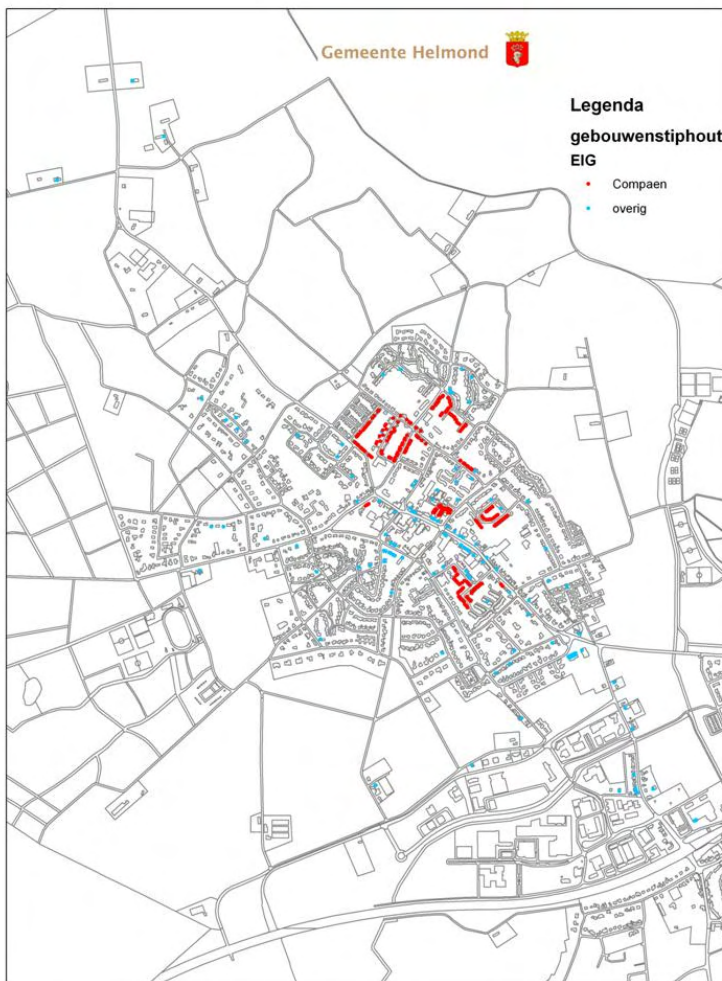 Gemeente Helmond
Legenda
gebouwenstiphout
EIG
Compaen
overig